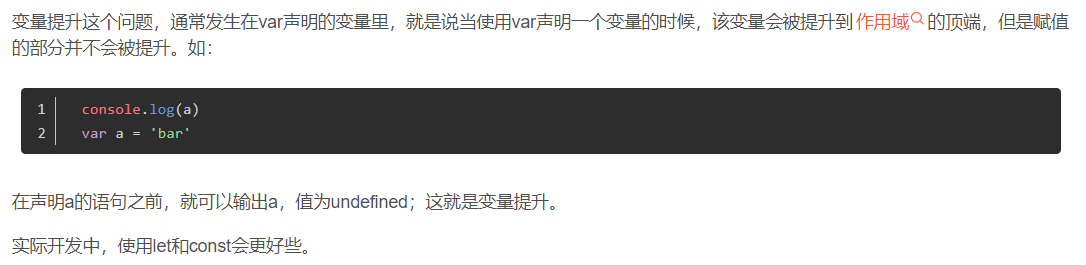 变量提升这个问题，通常发生在var声明的变量里，就是说当使用var声明一个变量的时候，该变量会被提升到作用域的顶端，但是赋值
的部分并不会被提升。如：
1 console.log(a)
2 var a = 'bar'
在声明a的语句之前，就可以输出a，值为undefined；这就是变量提升。
实际开发中，使用let和const会更好些。